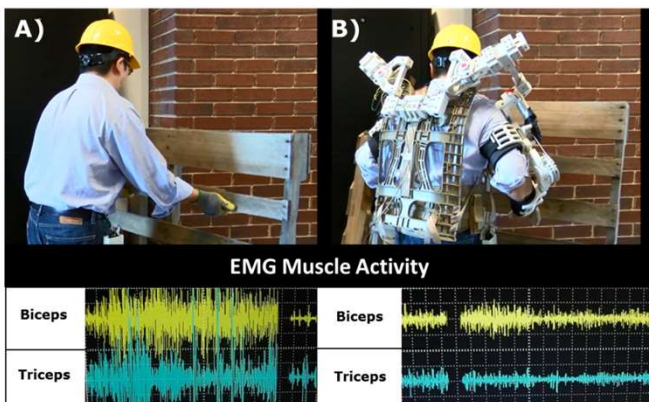 A)
B)
EMG Muscle Activity
Biceps
Biceps
Triceps
Triceps